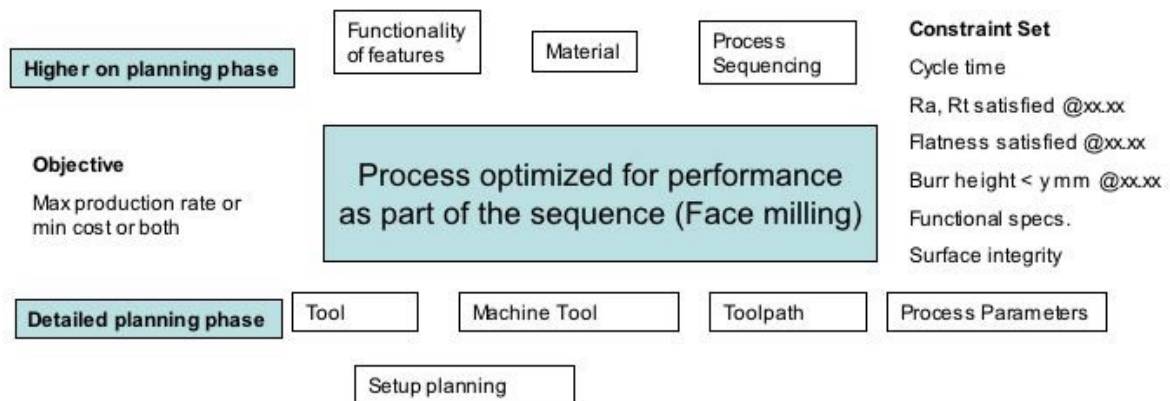 Functionality
of features
Material
Process
Sequencing
Constraint Set
Higher on planning phase
Cycle time
Ra, Rt satisfied @xx.xx
Flatness satisfied @xx.xx
Burr height < y mm @xx.xx
Functional specs.
Surface integrity
Objective
Max production rate or
min cost or both
Process optimized for performance
as part of the sequence (Face milling)
Detailed planning phase
Tool
Machine Tool
Toolpath
Process Parameters
Setup planning